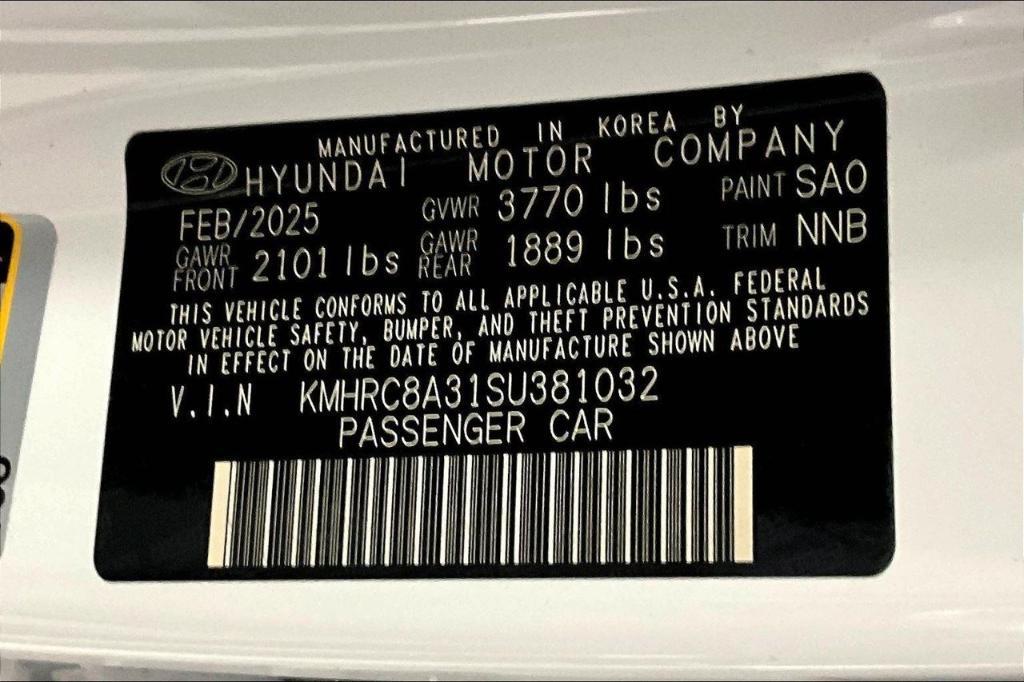 MANUFACTURED IN KOREA BY
HYUNDAI MOTOR COMPANY
FEB/2025 GVWR 3770 lbs PAINT SAO
GAWR FRONT 2101 lbs GAWR REAR 1889 lbs TRIM NNB
THIS VEHICLE CONFORMS TO ALL APPLICABLE U.S.A. FEDERAL
MOTOR VEHICLE SAFETY, BUMPER, AND THEFT PREVENTION STANDARDS
IN EFFECT ON THE DATE OF MANUFACTURE SHOWN ABOVE
V.I.N KMHRC8A31SU381032
PASSENGER CAR